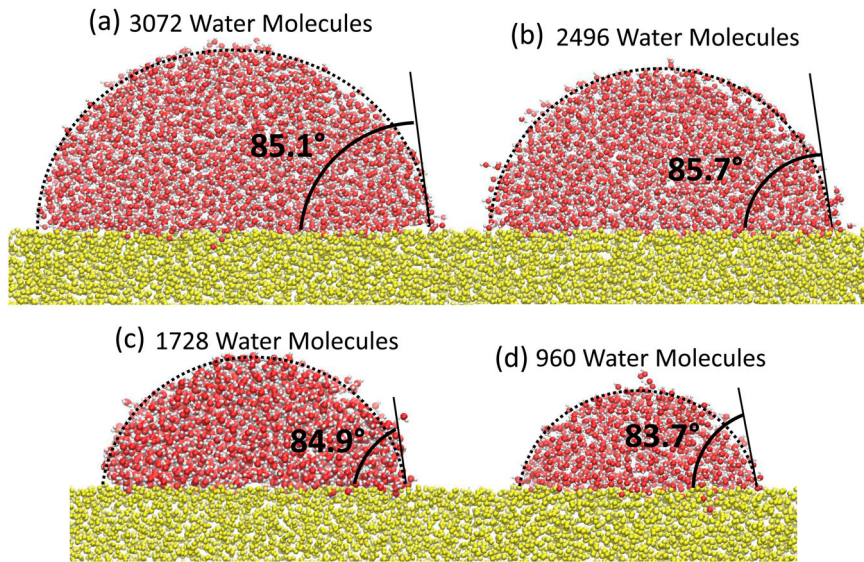 (a) 3072 Water Molecules
85.1°
(b) 2496 Water Molecules
85.7°
(c) 1728 Water Molecules
84.9°
(d) 960 Water Molecules
83.7°